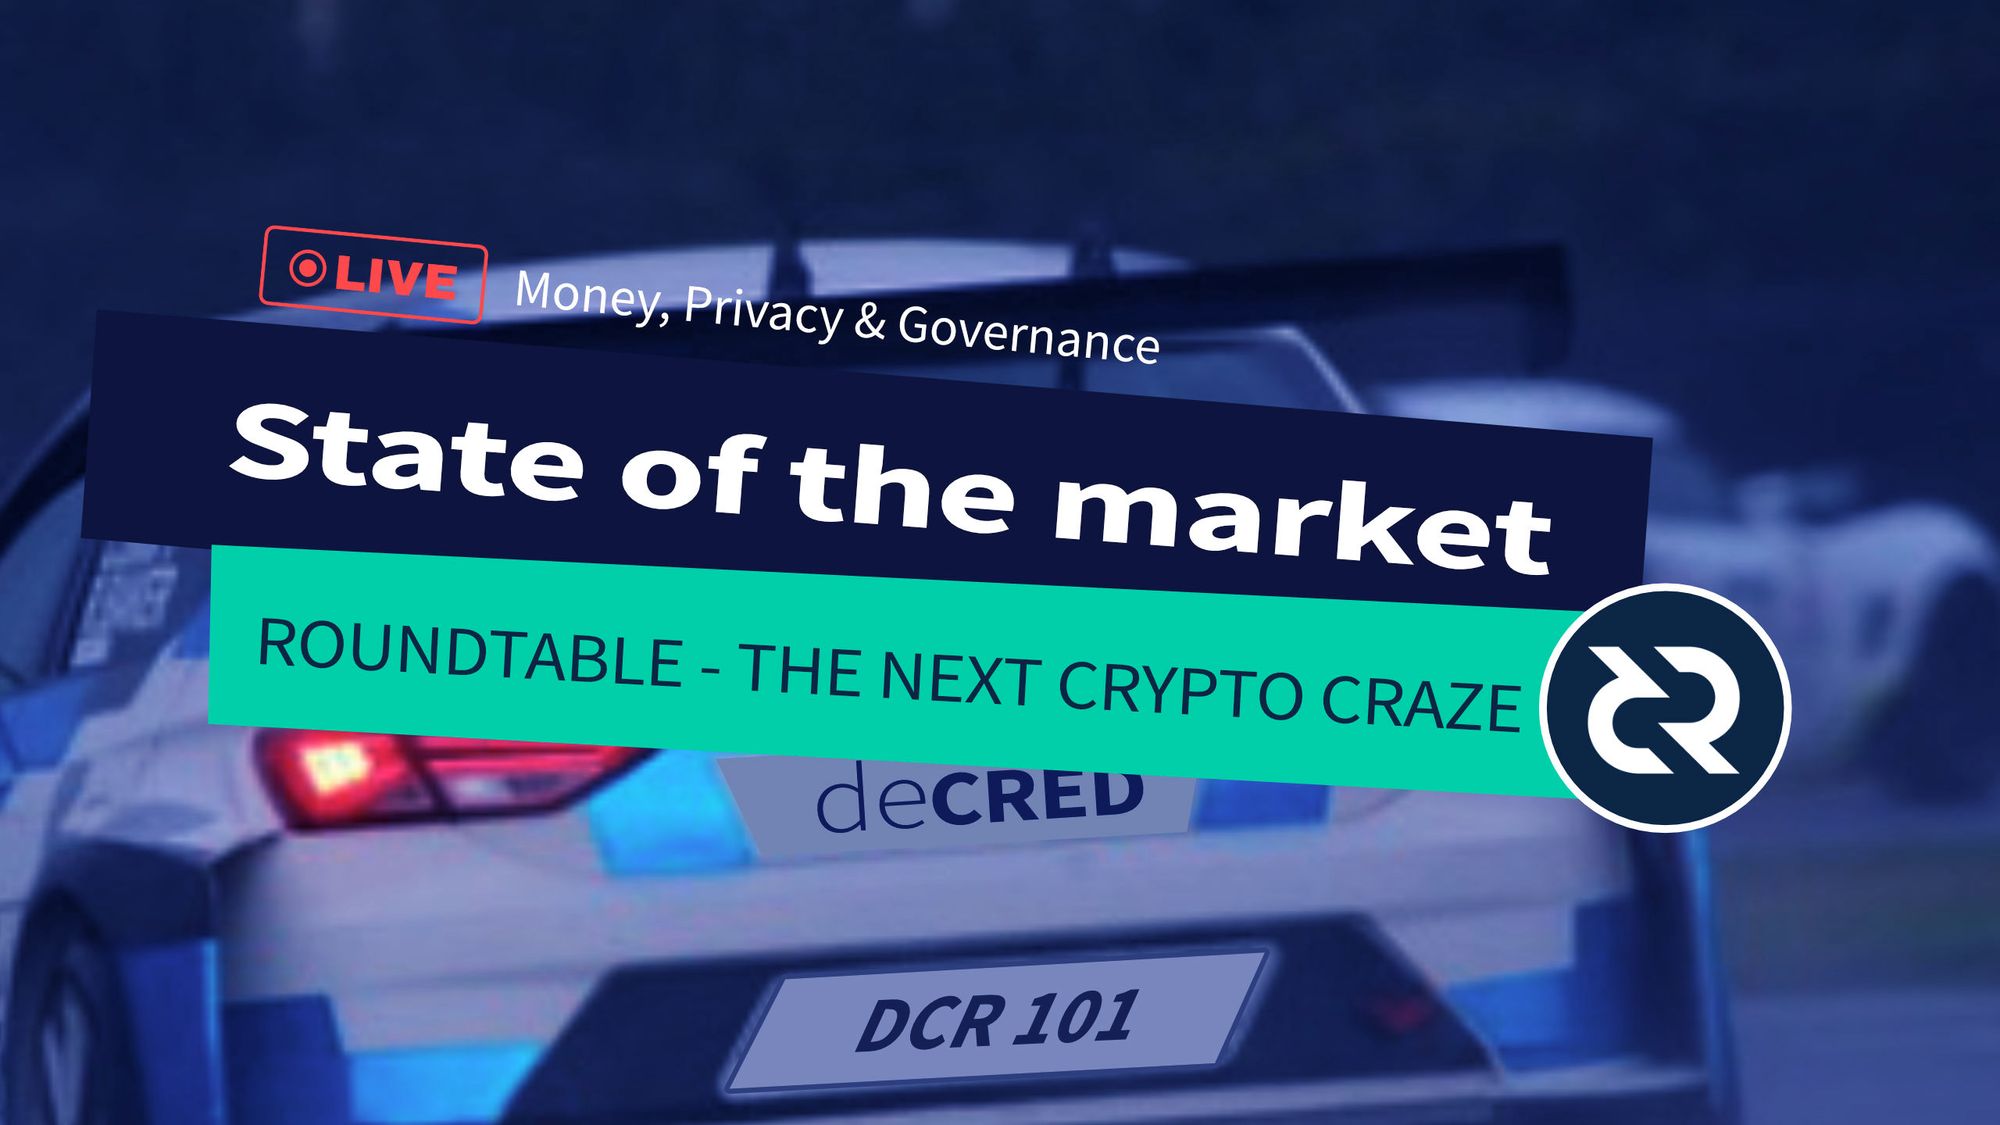 LIVE
Money, Privacy & Governance
State of the market
ROUNDTABLE - THE NEXT CRYPTO CRAZE
deCRED
DCR 101